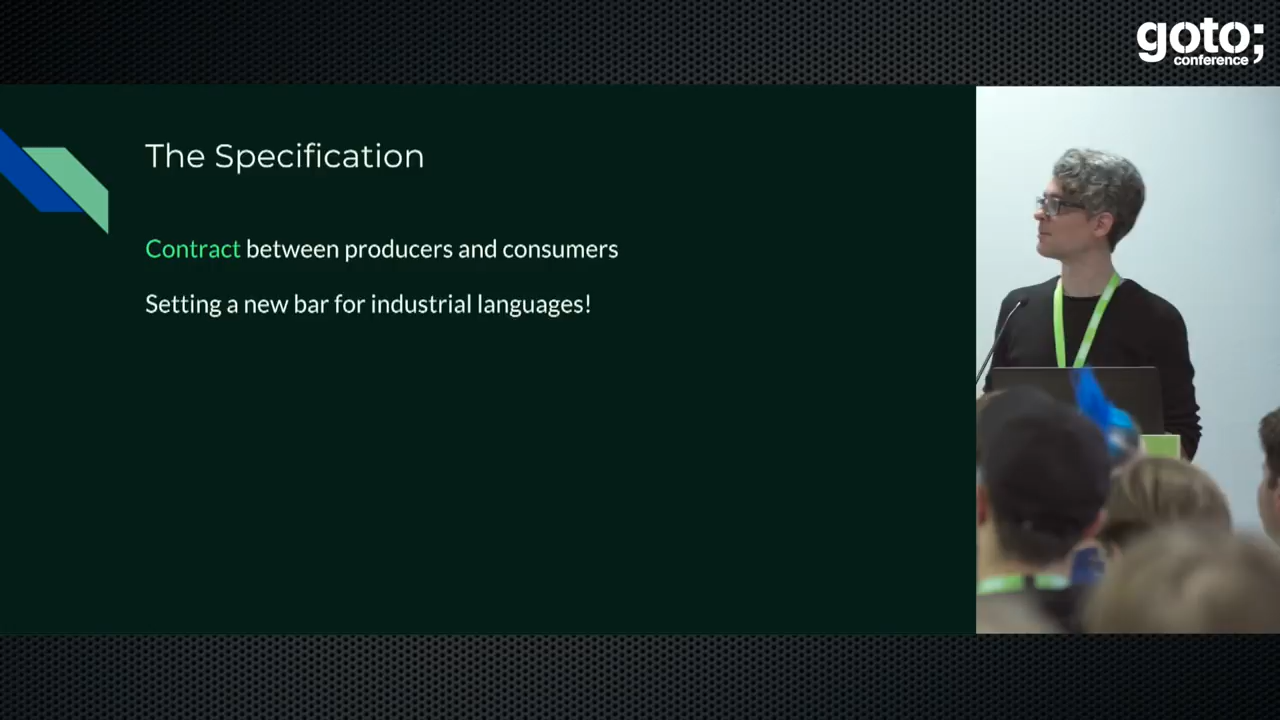 goto;
conference
The Specification
Contract between producers and consumers
Setting a new bar for industrial languages!